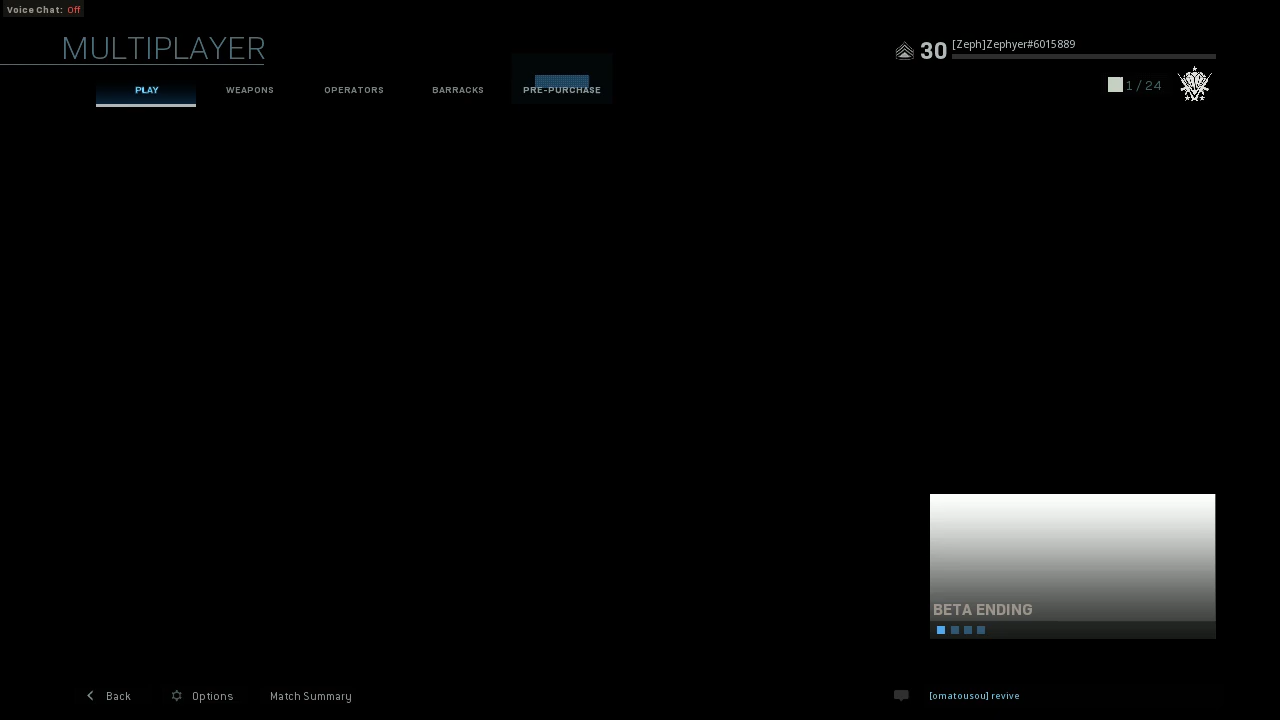 Voice Chat: Off
MULTIPLAYER
30 [Zeph]Zephyer#6015889
PLAY WEAPONS OPERATORS BARRACKS PRE-PURCHASE
1 / 24
BETA ENDING
Back Options Match Summary
[omatousou] revive